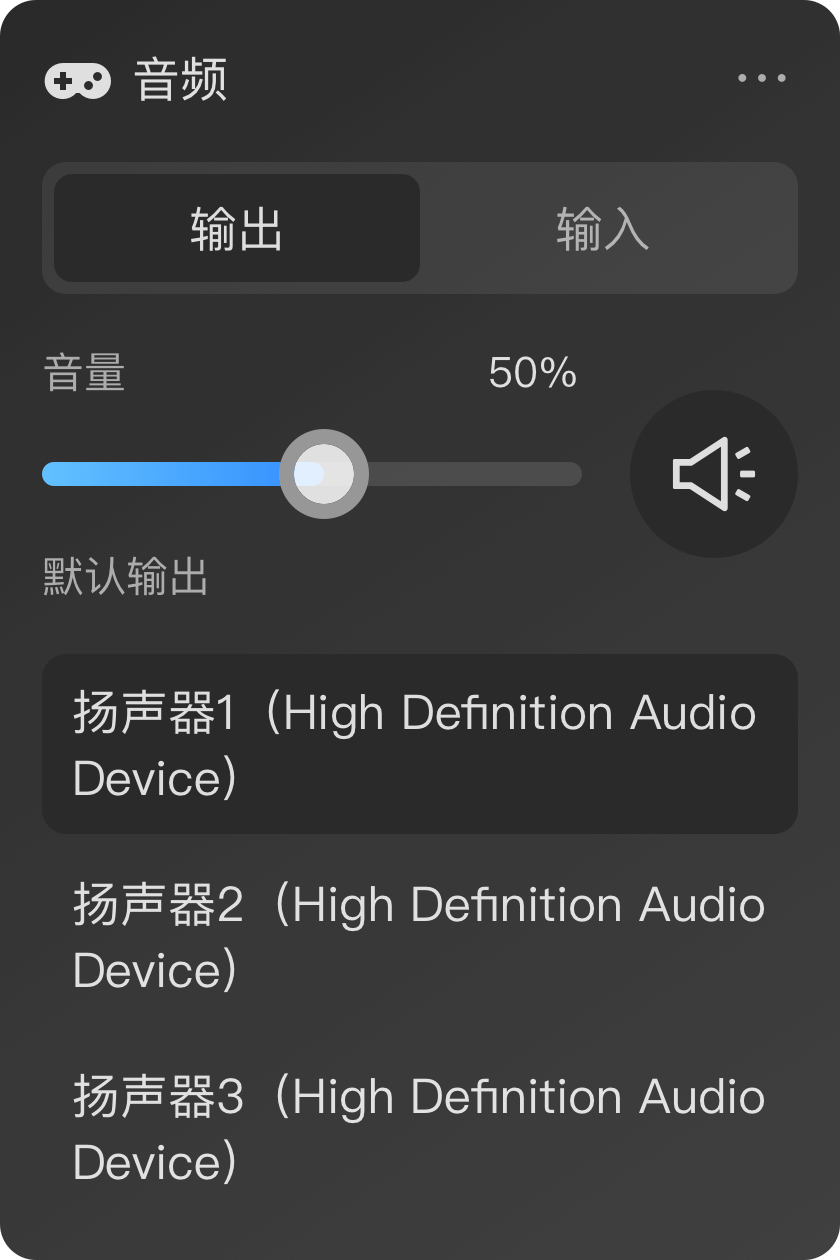 音频
输出
输入
音量
50%
默认输出
扬声器1（High Definition Audio
Device）
扬声器2（High Definition Audio
Device）
扬声器3（High Definition Audio
Device）